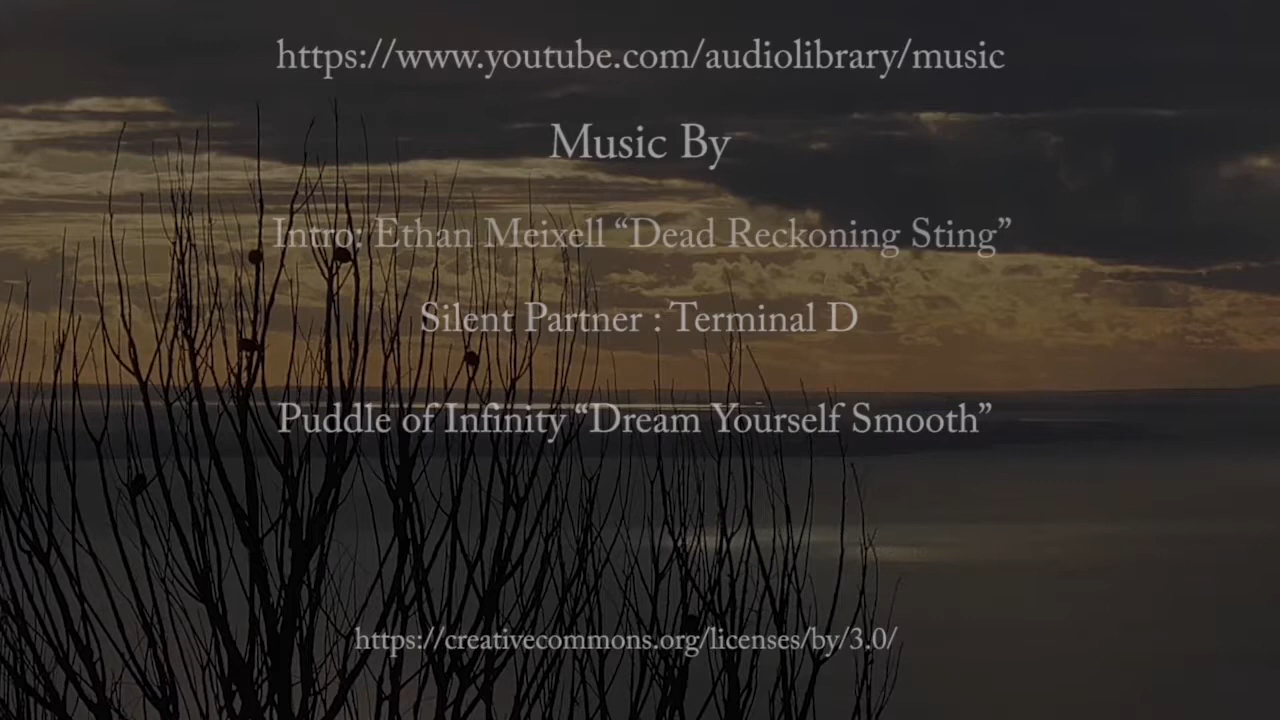 https://www.youtube.com/audiolibrary/music
Music By
Intro: Ethan Meixell “Dead Reckoning Sting”
Silent Partner : Terminal D
Puddle of Infinity “Dream Yourself Smooth”
https://creativecommons.org/licenses/by/3.0/